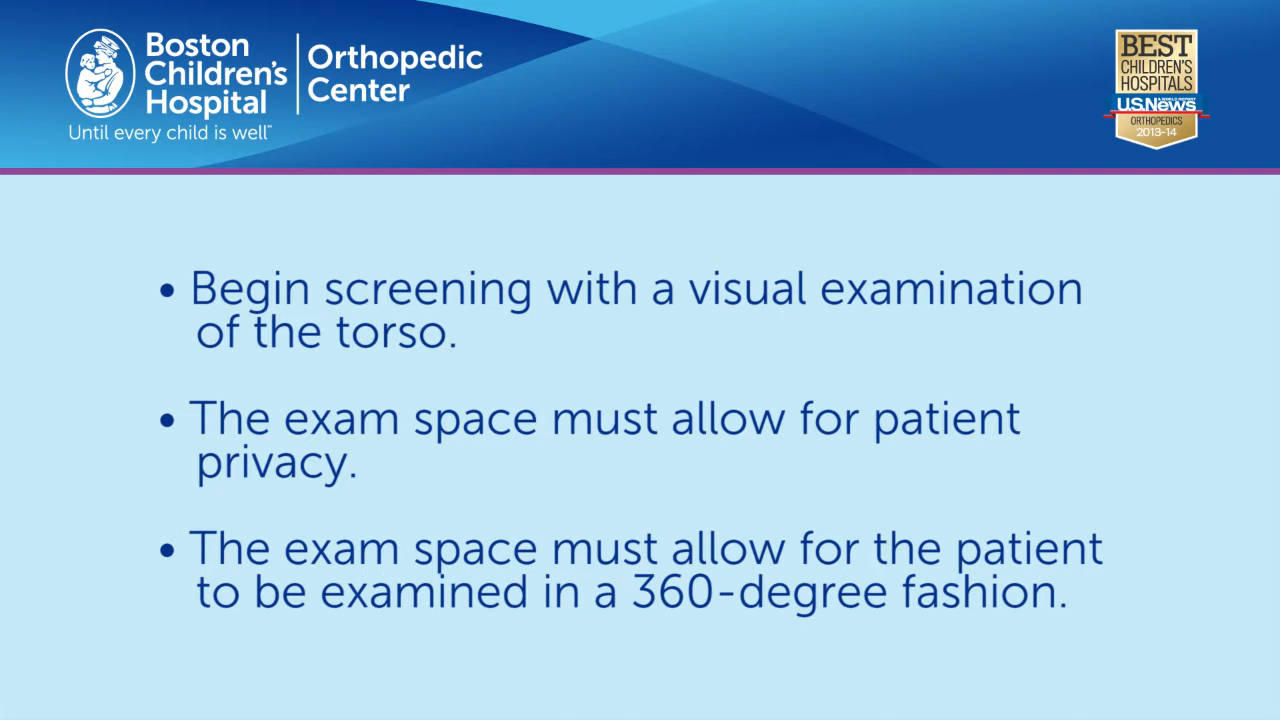 Boston
Children's
Hospital
Until every child is well™
Orthopedic
Center
BEST
CHILDREN'S
HOSPITALS
U.S.News
& WORLD REPORT
ORTHOPEDICS
2013-14
• Begin screening with a visual examination
of the torso.
• The exam space must allow for patient
privacy.
• The exam space must allow for the patient
to be examined in a 360-degree fashion.